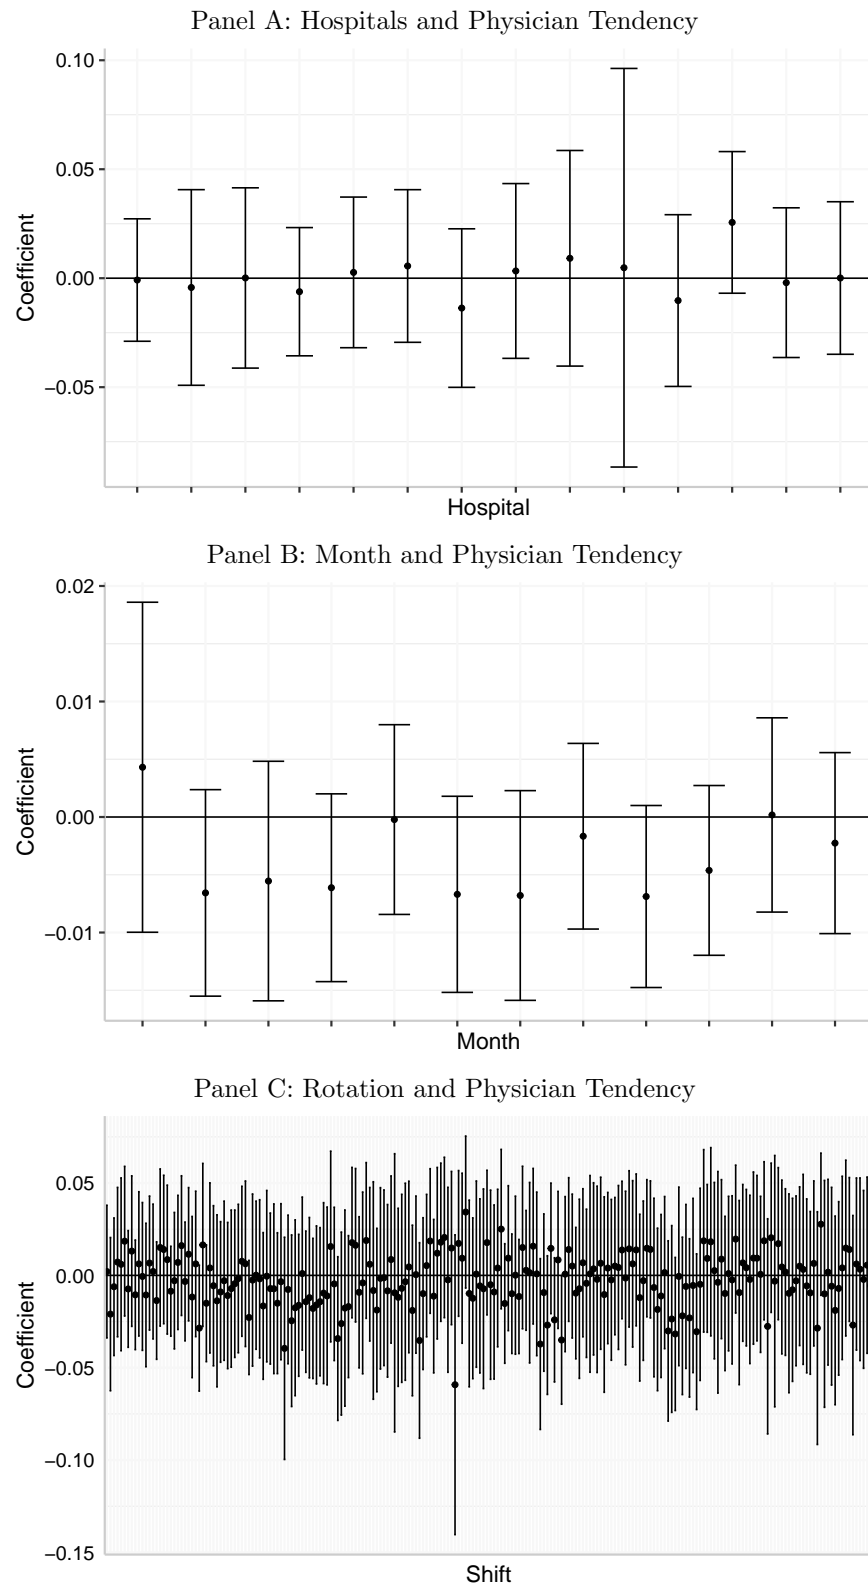 Panel A: Hospitals and Physician Tendency
0.10
0.05
0.00
−0.05
Coefficient
Hospital
Panel B: Month and Physician Tendency
0.02
0.01
0.00
−0.01
Coefficient
Month
Panel C: Rotation and Physician Tendency
0.05
0.00
−0.05
−0.10
−0.15
Coefficient
Shift